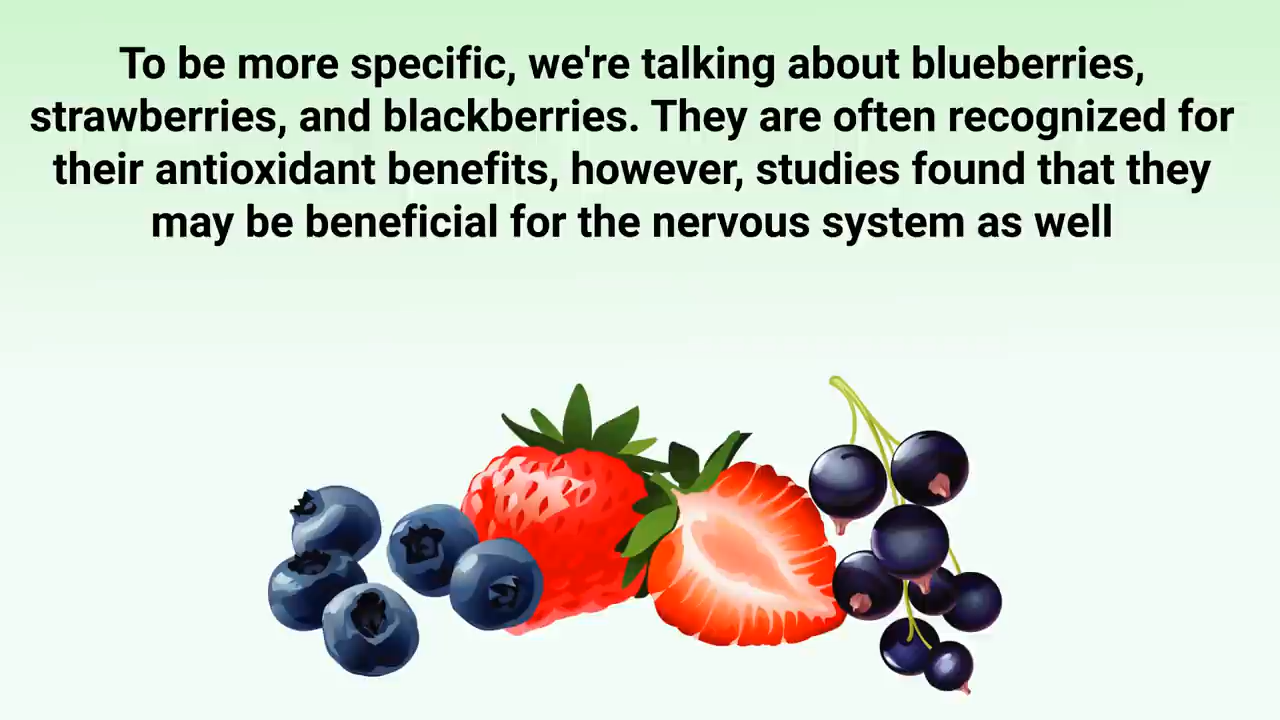 To be more specific, we're talking about blueberries,
strawberries, and blackberries. They are often recognized for
their antioxidant benefits, however, studies found that they
may be beneficial for the nervous system as well